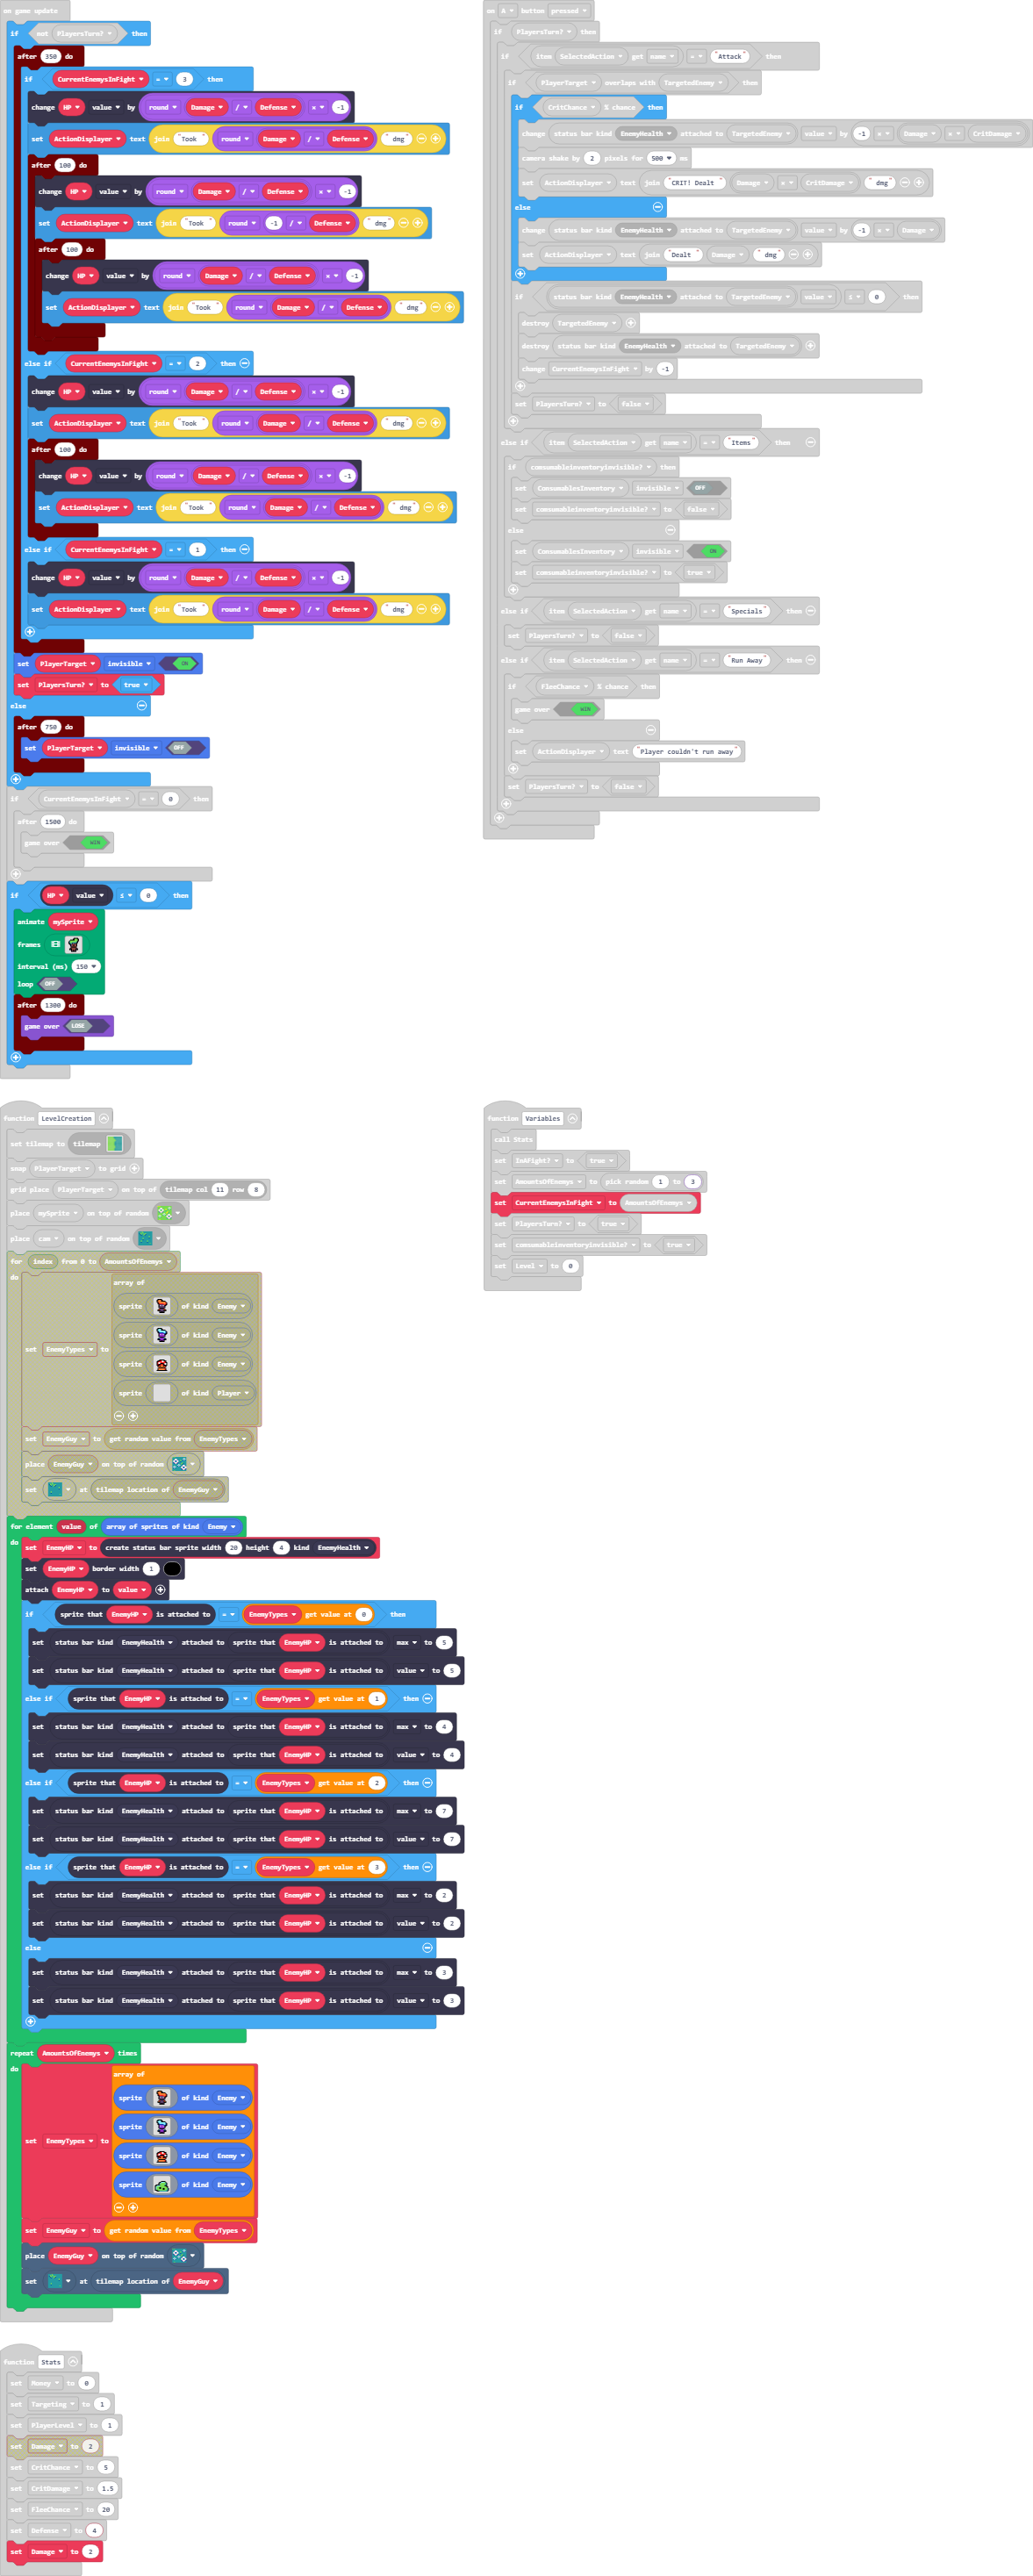 on game update
if not PlayersTurn? then
after 350 do
if CurrentEnemysInFight = 3 then
change HP value by round Damage / Defense × -1
set ActionDisplayer text join "Took " round Damage / Defense " dmg"
after 100 do
change HP value by round Damage / Defense × -1
set ActionDisplayer text join "Took " round -1 / Defense " dmg"
after 100 do
change HP value by round Damage / Defense × -1
set ActionDisplayer text join "Took " round Damage / Defense " dmg"
else if CurrentEnemysInFight = 2 then
change HP value by round Damage / Defense × -1
set ActionDisplayer text join "Took " round Damage / Defense " dmg"
after 100 do
change HP value by round Damage / Defense × -1
set ActionDisplayer text join "Took " round Damage / Defense " dmg"
else if CurrentEnemysInFight = 1 then
change HP value by round Damage / Defense × -1
set ActionDisplayer text join "Took " round Damage / Defense " dmg"
set PlayerTarget invisible ON
set PlayersTurn? to true
else
after 750 do
set PlayerTarget invisible OFF
if CurrentEnemysInFight = 0 then
after 1500 do
game over WIN
if HP value ≤ 0 then
animate mySprite
frames
interval (ms) 150
loop OFF
after 1300 do
game over LOSE
on A button pressed
if PlayersTurn? then
if item SelectedAction get name = "Attack" then
if PlayerTarget overlaps with TargetedEnemy then
if CritChance % chance then
change status bar kind EnemyHealth attached to TargetedEnemy value by -1 × Damage × CritDamage
camera shake by 2 pixels for 500 ms
set ActionDisplayer text join "CRIT! Dealt " Damage × CritDamage " dmg"
else
change status bar kind EnemyHealth attached to TargetedEnemy value by -1 × Damage
set ActionDisplayer text join "Dealt " Damage " dmg"
if status bar kind EnemyHealth attached to TargetedEnemy value ≤ 0 then
destroy TargetedEnemy
destroy status bar kind EnemyHealth attached to TargetedEnemy
change CurrentEnemysInFight by -1
set PlayersTurn? to false
else if item SelectedAction get name = "Items" then
if consumableinventoryinvisible? then
set ConsumablesInventory invisible OFF
set consumableinventoryinvisible? to false
else
set ConsumablesInventory invisible ON
set consumableinventoryinvisible? to true
else if item SelectedAction get name = "Specials" then
set PlayersTurn? to false
else if item SelectedAction get name = "Run Away" then
if FleeChance % chance then
game over WIN
else
set ActionDisplayer text "Player couldn't run away"
set PlayersTurn? to false
function LevelCreation
set tilemap to tilemap
snap PlayerTarget to grid
grid place PlayerTarget on top of tilemap col 11 row 8
place mySprite on top of random
place cam on top of random
for index from 0 to AmountsOfEnemys
do
array of
sprite of kind Enemy
sprite of kind Enemy
set EnemyTypes to
sprite of kind Enemy
sprite of kind Player
set EnemyGuy to get random value from EnemyTypes
place EnemyGuy on top of random
set at tilemap location of EnemyGuy
for element value of array of sprites of kind Enemy
do set EnemyHP to create status bar sprite width 20 height 4 kind EnemyHealth
set EnemyHP border width 1
attach EnemyHP to value
if sprite that EnemyHP is attached to = EnemyTypes get value at 0 then
set status bar kind EnemyHealth attached to sprite that EnemyHP is attached to max to 5
set status bar kind EnemyHealth attached to sprite that EnemyHP is attached to value to 5
else if sprite that EnemyHP is attached to = EnemyTypes get value at 1 then
set status bar kind EnemyHealth attached to sprite that EnemyHP is attached to max to 4
set status bar kind EnemyHealth attached to sprite that EnemyHP is attached to value to 4
else if sprite that EnemyHP is attached to = EnemyTypes get value at 2 then
set status bar kind EnemyHealth attached to sprite that EnemyHP is attached to max to 7
set status bar kind EnemyHealth attached to sprite that EnemyHP is attached to value to 7
else if sprite that EnemyHP is attached to = EnemyTypes get value at 3 then
set status bar kind EnemyHealth attached to sprite that EnemyHP is attached to max to 2
set status bar kind EnemyHealth attached to sprite that EnemyHP is attached to value to 2
else
set status bar kind EnemyHealth attached to sprite that EnemyHP is attached to max to 3
set status bar kind EnemyHealth attached to sprite that EnemyHP is attached to value to 3
repeat AmountsOfEnemys times
do
array of
sprite of kind Enemy
sprite of kind Enemy
set EnemyTypes to
sprite of kind Enemy
sprite of kind Enemy
set EnemyGuy to get random value from EnemyTypes
place EnemyGuy on top of random
set at tilemap location of EnemyGuy
function Variables
call Stats
set InAFight? to true
set AmountsOfEnemys to pick random 1 to 3
set CurrentEnemysInFight to AmountsOfEnemys
set PlayersTurn? to true
set consumableinventoryinvisible? to true
set Level to 0
function Stats
set Money to 0
set Targeting to 1
set PlayerLevel to 1
set Damage to 2
set CritChance to 5
set CritDamage to 1.5
set FleeChance to 20
set Defense to 4
set Damage to 2